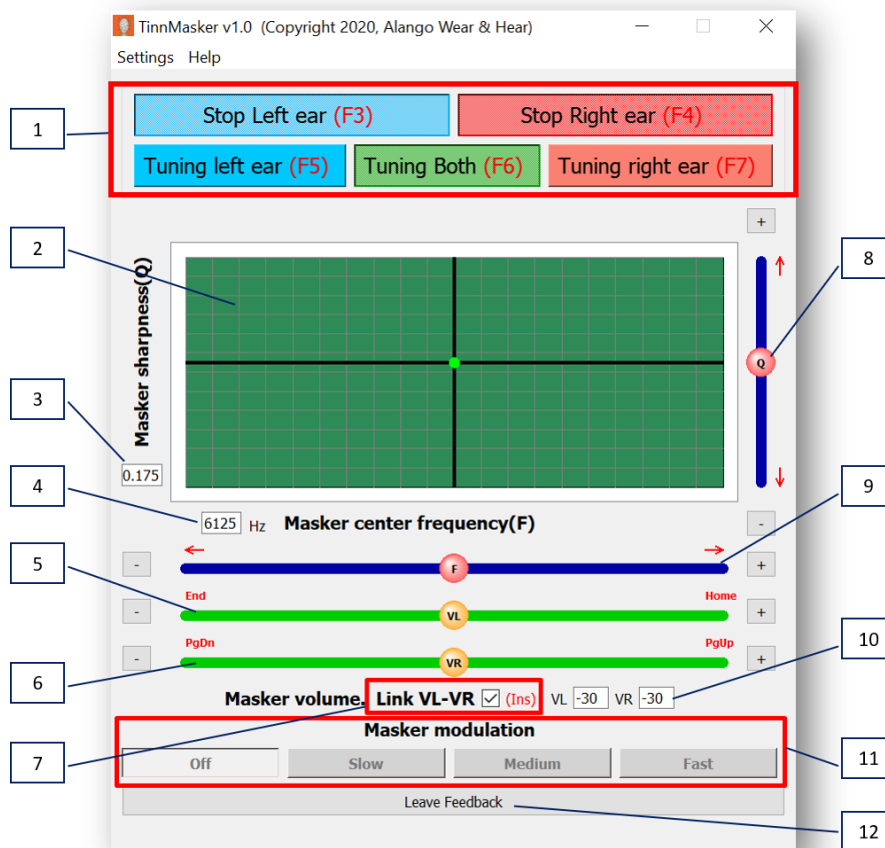 TinnMasker v1.0 (Copyright 2020, Alango Wear & Hear)
Settings Help
1
Stop Left ear (F3) Stop Right ear (F4)
Tuning left ear (F5) Tuning Both (F6) Tuning right ear (F7)
+
2
8
Masker sharpness(Q)
Q
3
0.175
4
9
6125 Hz Masker center frequency(F)
-
5
- F +
End Home
- VL +
PgDn PgUp
10
- VR +
6
Masker volume. Link VL-VR (Ins) VL -30 VR -30
Masker modulation
7
11
Off Slow Medium Fast
Leave Feedback
12